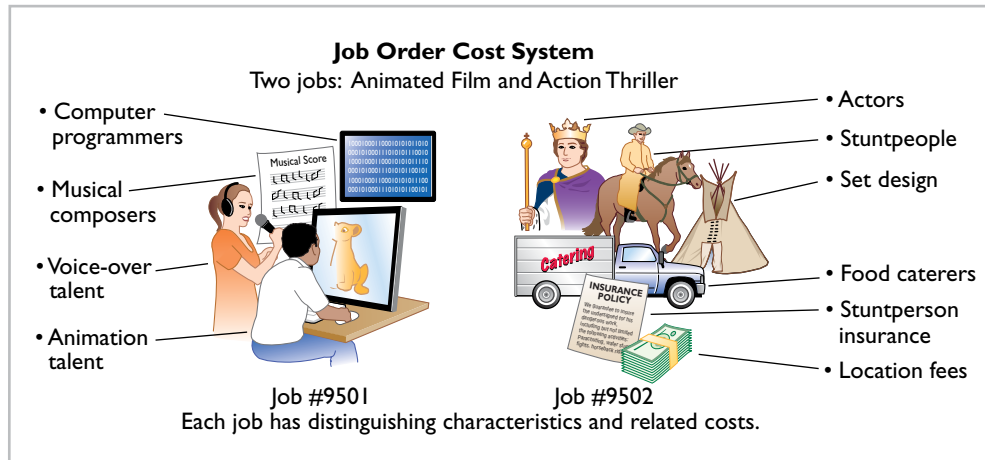 Job Order Cost System
Two jobs: Animated Film and Action Thriller
• Computer
programmers
• Musical
composers
• Voice-over
talent
• Animation
talent
Musical Score
• Actors
• Stuntpeople
• Set design
• Food caterers
• Stuntperson
insurance
• Location fees
Catering
INSURANCE
POLICY
Job #9501
Job #9502
Each job has distinguishing characteristics and related costs.